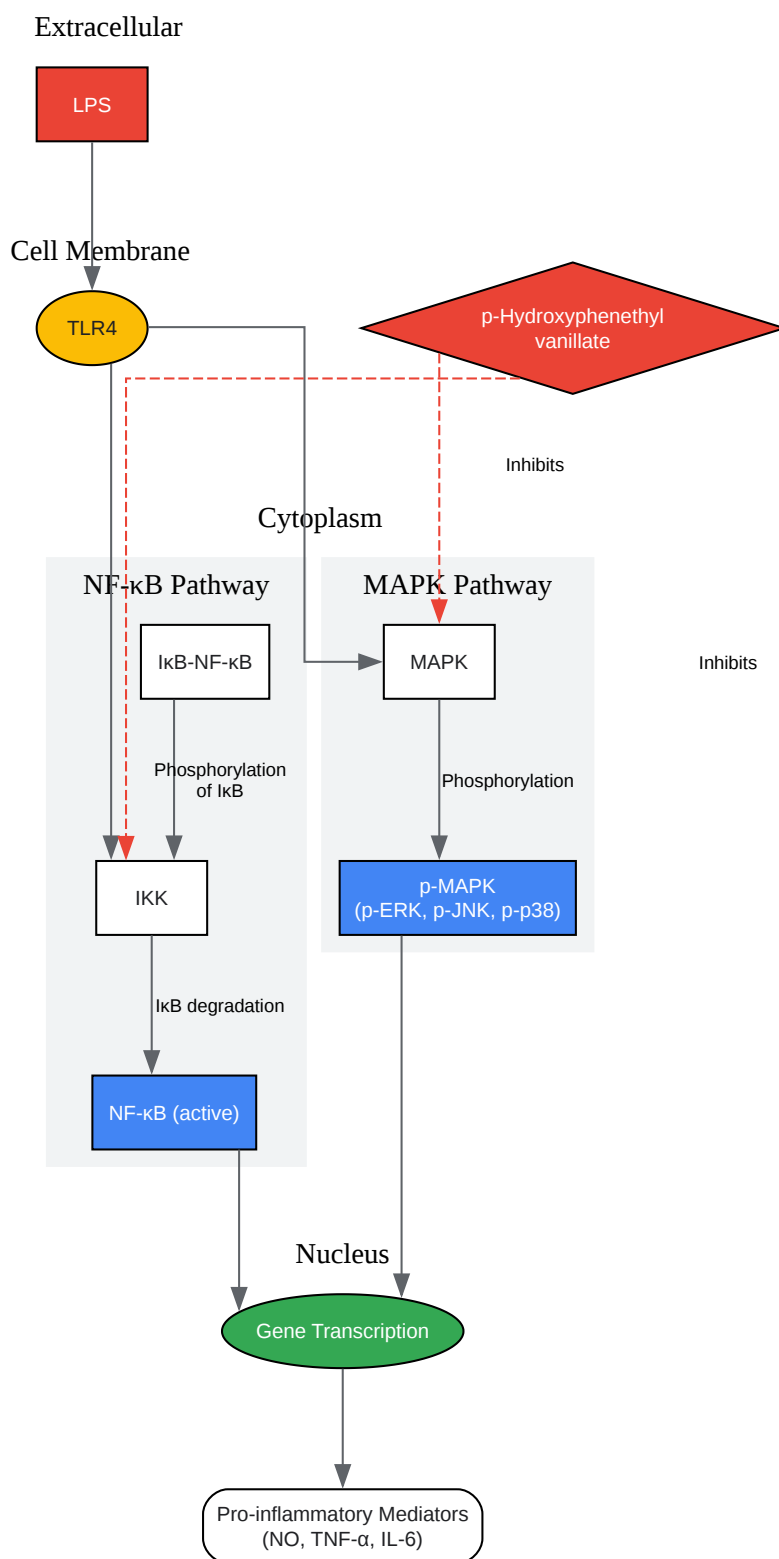 Extracellular
LPS
Cell Membrane
TLR4
p-Hydroxyphenethyl
vanillate
Inhibits
Cytoplasm
NF-κB Pathway
MAPK Pathway
IκB-NF-κB
MAPK
Inhibits
Phosphorylation
of IκB
Phosphorylation
IKK
p-MAPK
(p-ERK, p-JNK, p-p38)
IκB degradation
NF-κB (active)
Nucleus
Gene Transcription
Pro-inflammatory Mediators
(NO, TNF-α, IL-6)